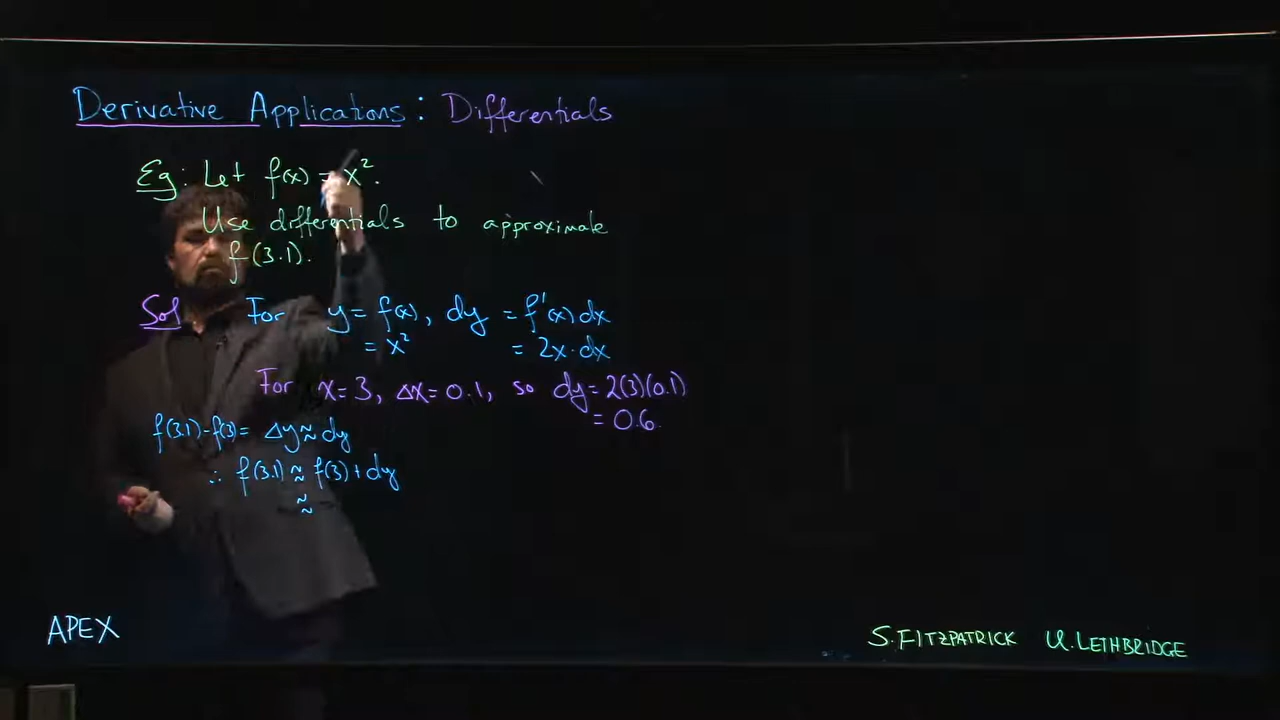 Derivative Applications: Differentials
Eg: Let f(x) = x².
Use differentials to approximate
f(3.1).
Sol For y = f(x), dy = f'(x) dx
= x² = 2x·dx
For x = 3, Δx = 0.1, so dy = 2(3)(0.1)
= 0.6.
f(3.1)-f(3) = Δy ≈ dy
∴ f(3.1) ≈ f(3) + dy
≈
APEX
S. FITZPATRICK U. LETHBRIDGE